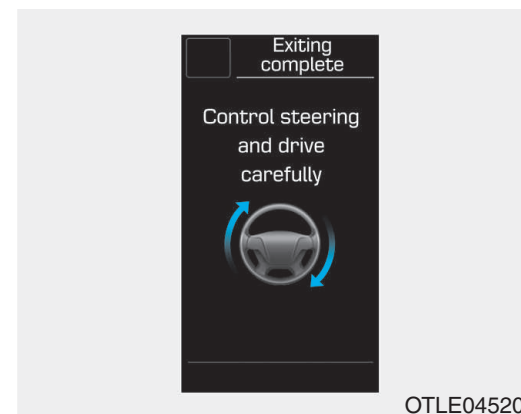 Exiting
complete
Control steering
and drive
carefully
OTLE04520